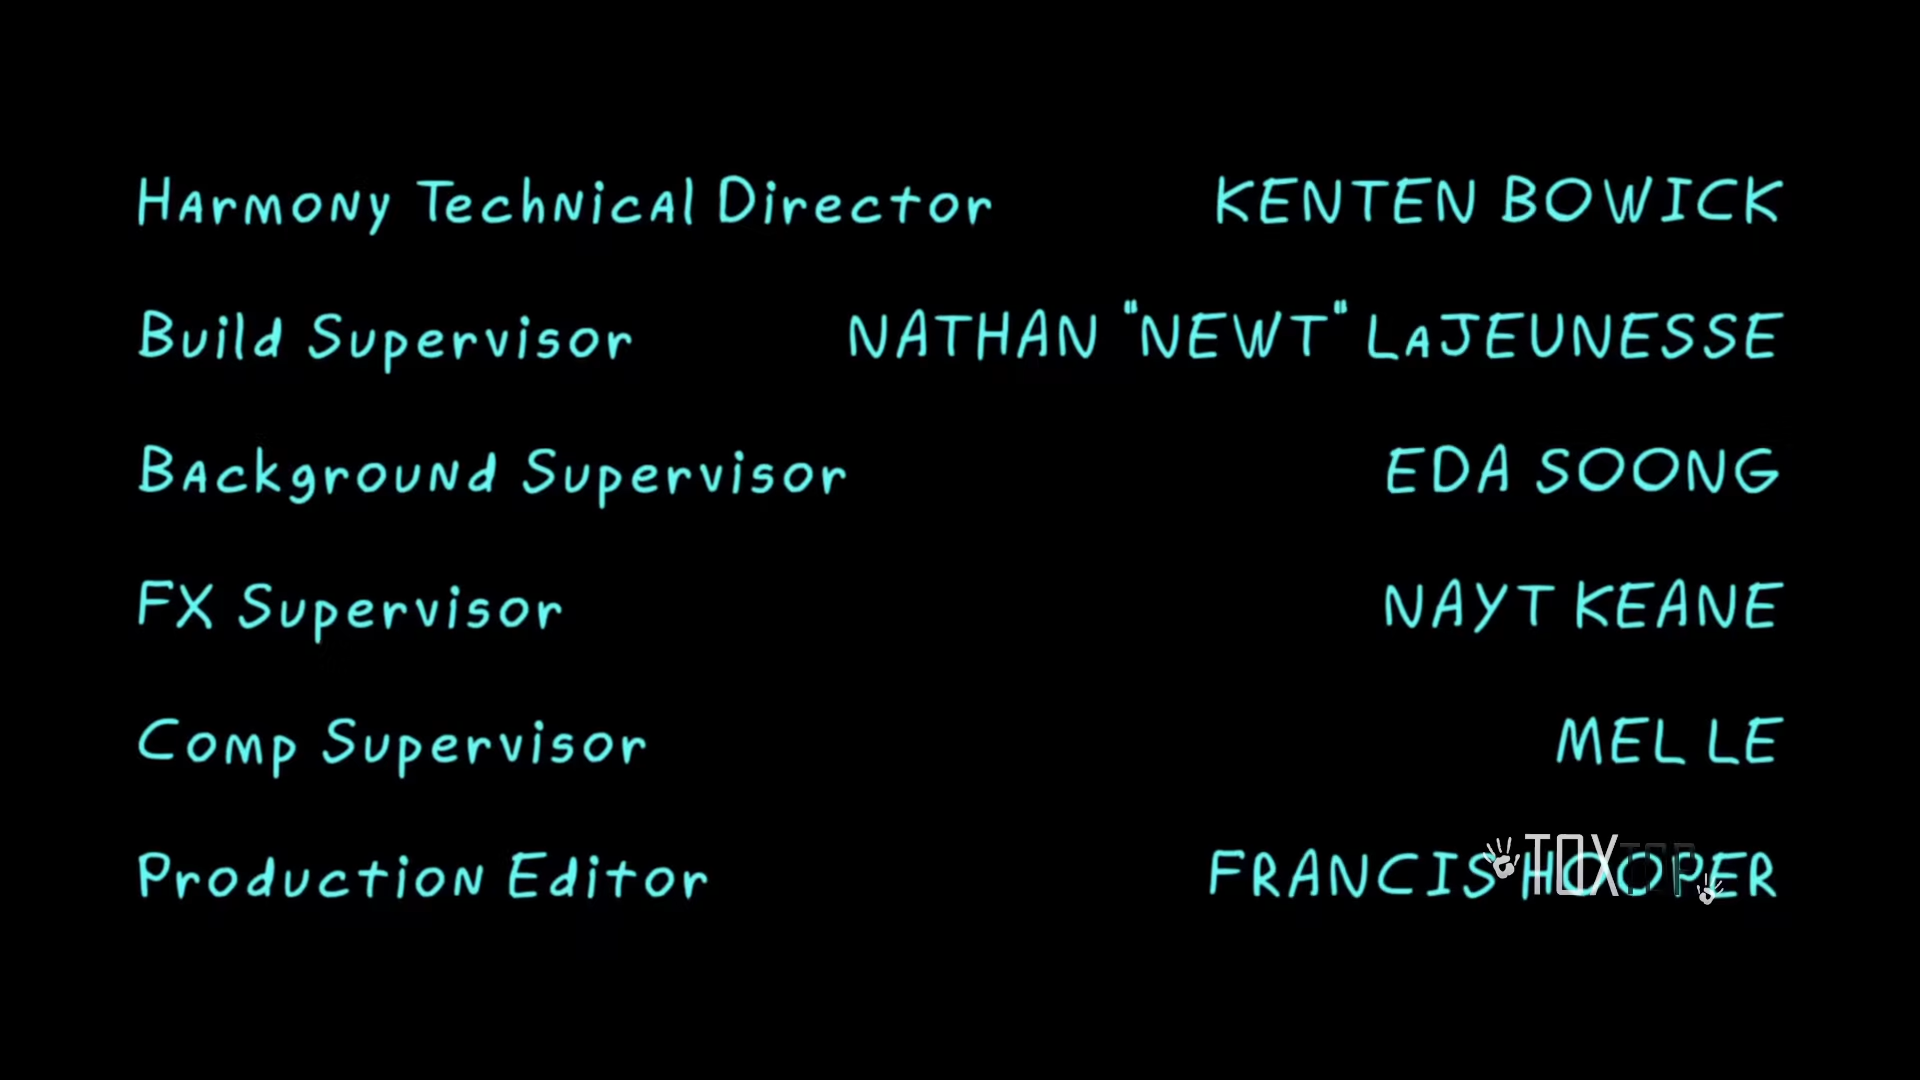 Harmony Technical Director KENTEN BOWICK
Build Supervisor NATHAN "NEWT" LaJEUNESSE
Background Supervisor EDA SOONG
FX Supervisor NAYT KEANE
Comp Supervisor MEL LE
Production Editor FRANCIS HOOPER
TOX